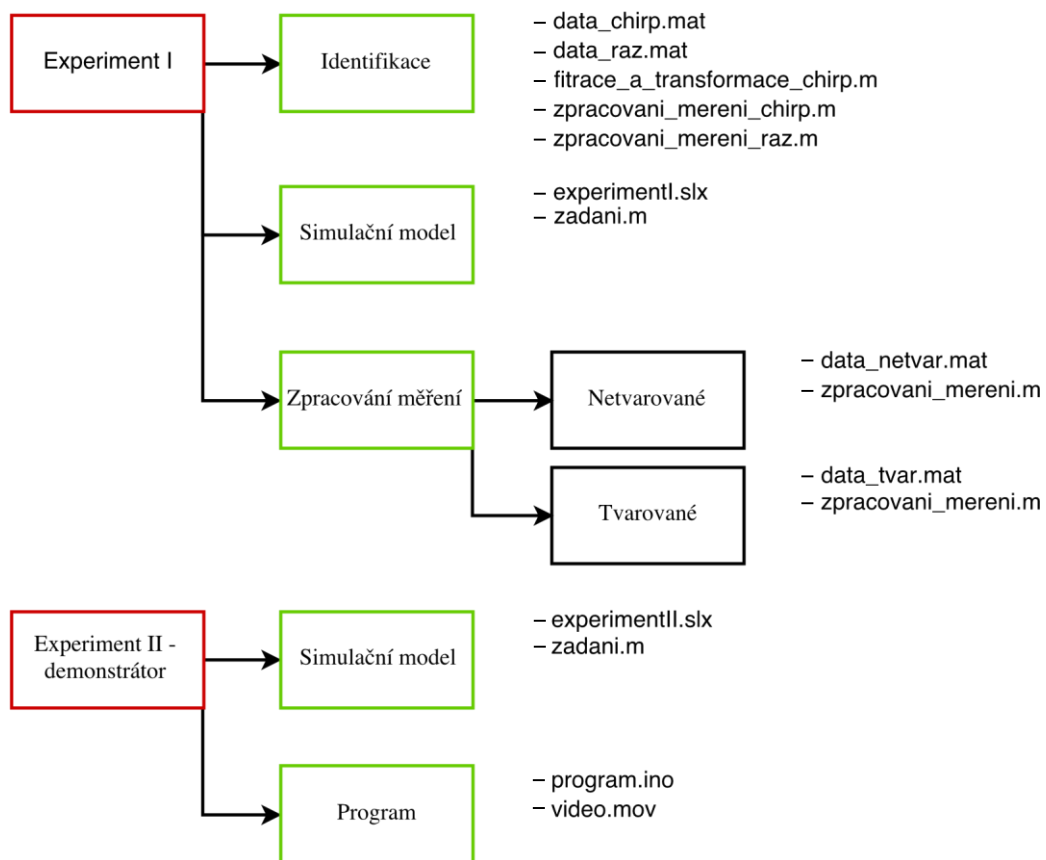 Experiment I
Identifikace
– data_chirp.mat
– data_raz.mat
– fitrace_a_transformace_chirp.m
– zpracovani_mereni_chirp.m
– zpracovani_mereni_raz.m
Simulační model
– experimentI.slx
– zadani.m
Zpracování měření
Netvarované
– data_netvar.mat
– zpracovani_mereni.m
Tvarované
– data_tvar.mat
– zpracovani_mereni.m
Experiment II -
demonstrátor
Simulační model
– experimentII.slx
– zadani.m
Program
– program.ino
– video.mov